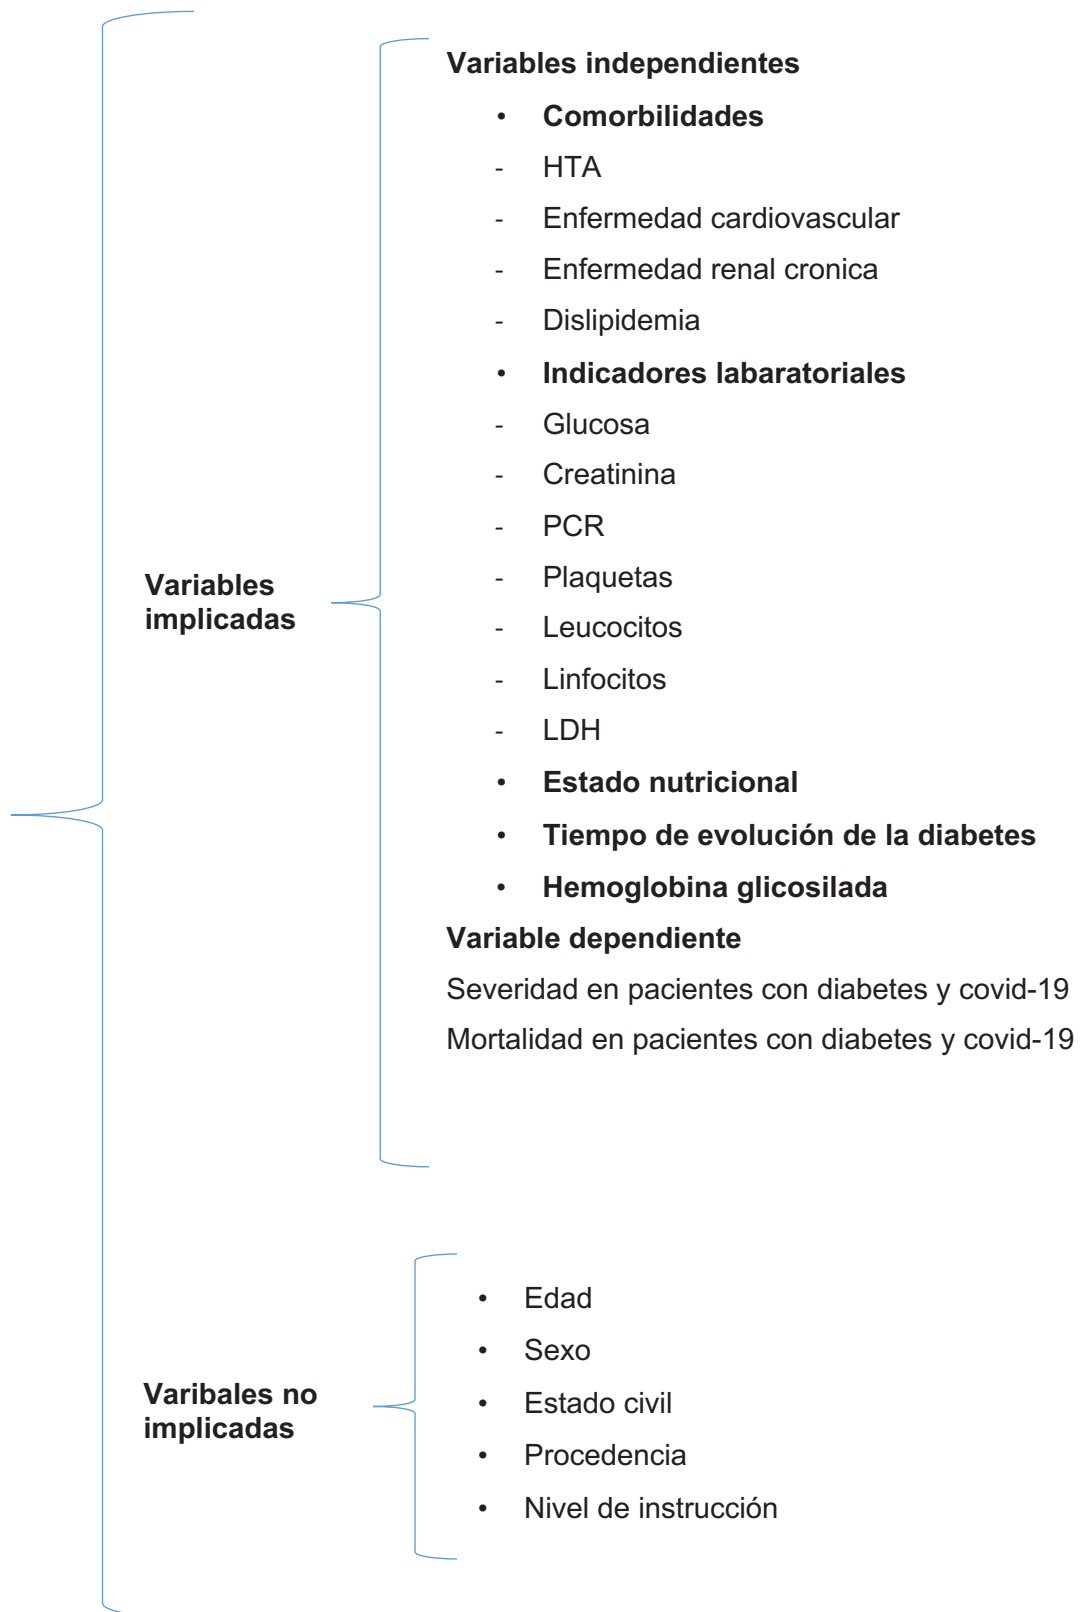 Variables independientes
• Comorbilidades
- HTA
- Enfermedad cardiovascular
- Enfermedad renal cronica
- Dislipidemia
• Indicadores labaratoriales
- Glucosa
- Creatinina
- PCR
- Plaquetas
- Leucocitos
- Linfocitos
- LDH
• Estado nutricional
• Tiempo de evolución de la diabetes
• Hemoglobina glicosilada
Variable dependiente
Severidad en pacientes con diabetes y covid-19
Mortalidad en pacientes con diabetes y covid-19
Variables
implicadas
• Edad
• Sexo
• Estado civil
• Procedencia
• Nivel de instrucción
Varibales no
implicadas